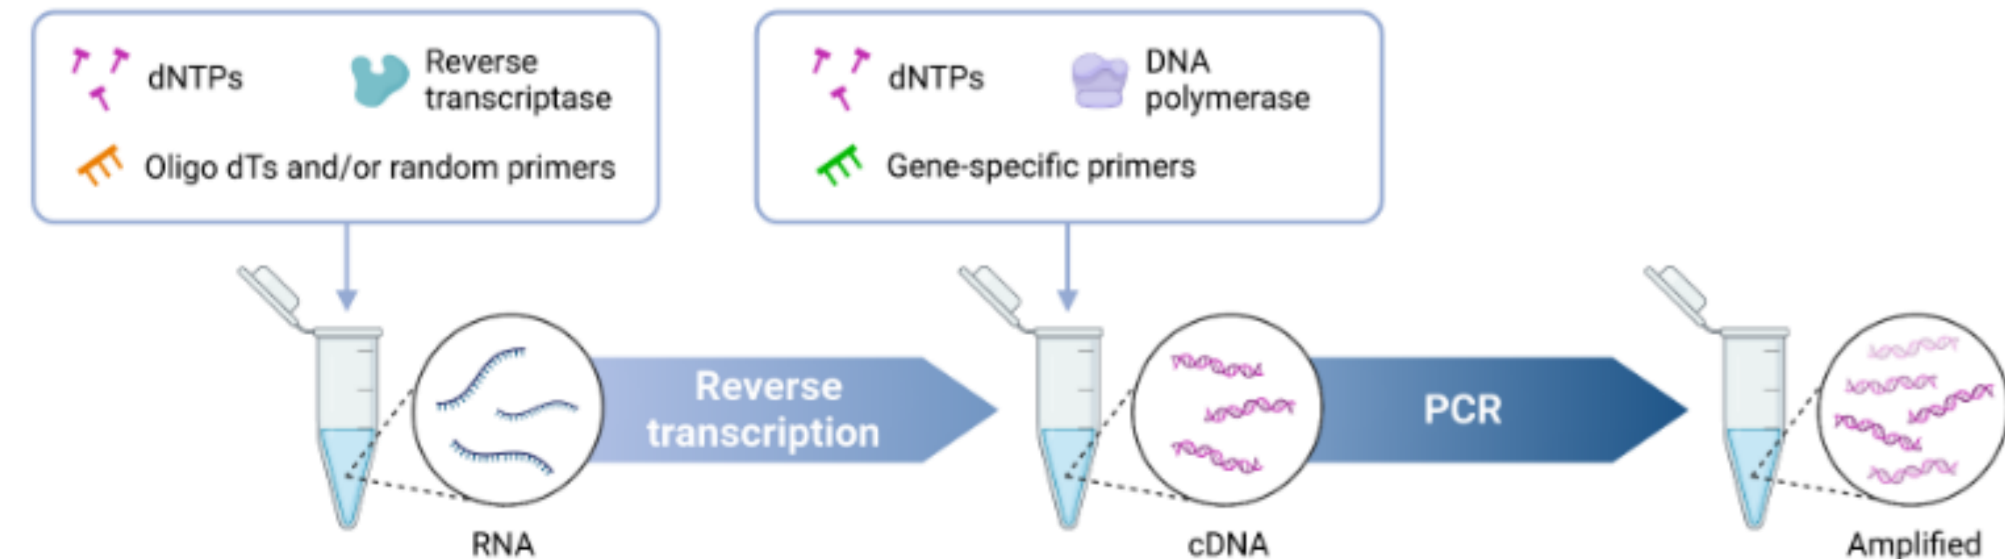 dNTPs
Reverse
transcriptase
Oligo dTs and/or random primers
dNTPs
DNA
polymerase
Gene-specific primers
Reverse
transcription
PCR
RNA
cDNA
Amplified